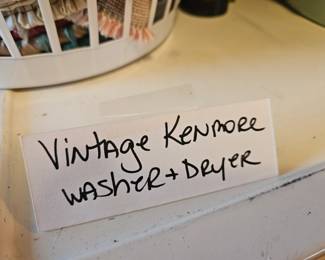 Vintage Kenmore
Washer + Dryer